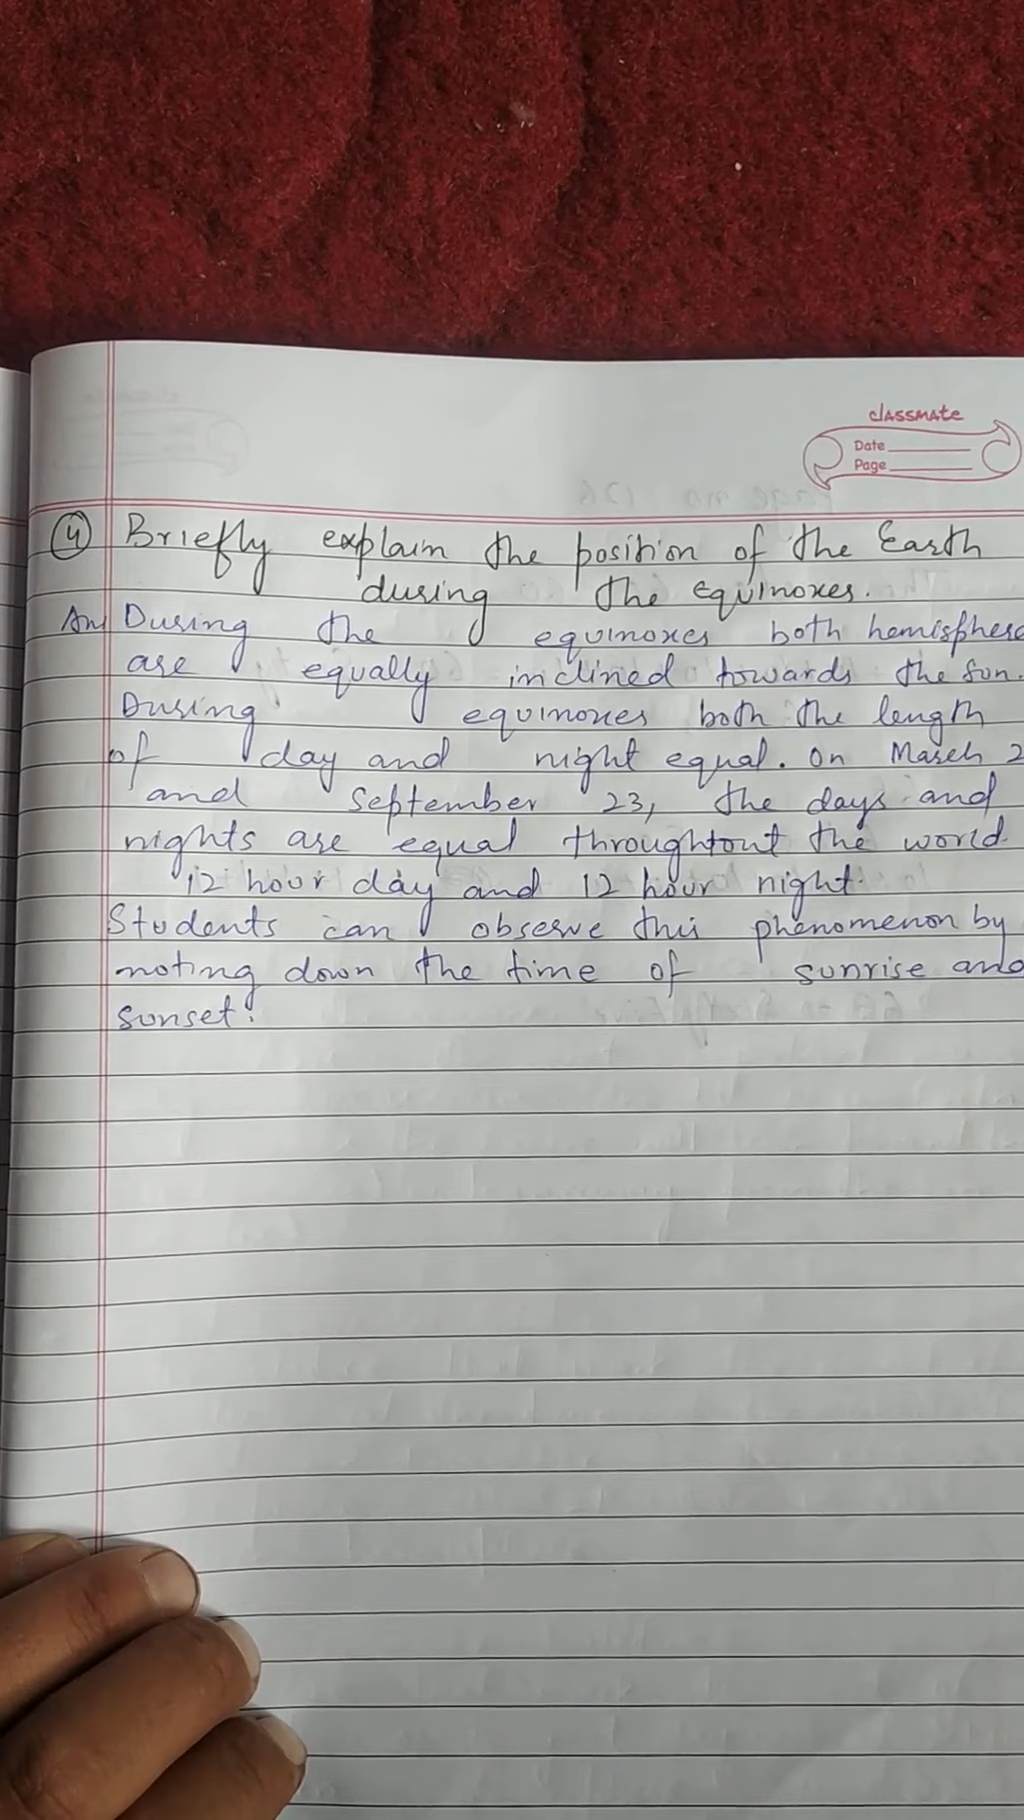 classmate
Date
Page
4 Briefly explain the position of the Earth
during the equinoxes.
Ans During the equinoxes both hemisphere
are equally inclined towards the sun.
During equinoxes both the length
of day and night equal. On March 2
and September 23, the days and
nights are equal throughtout the world.
12 hour day and 12 hour night.
Students can observe this phenomenon by
noting down the time of sunrise and
sunset.